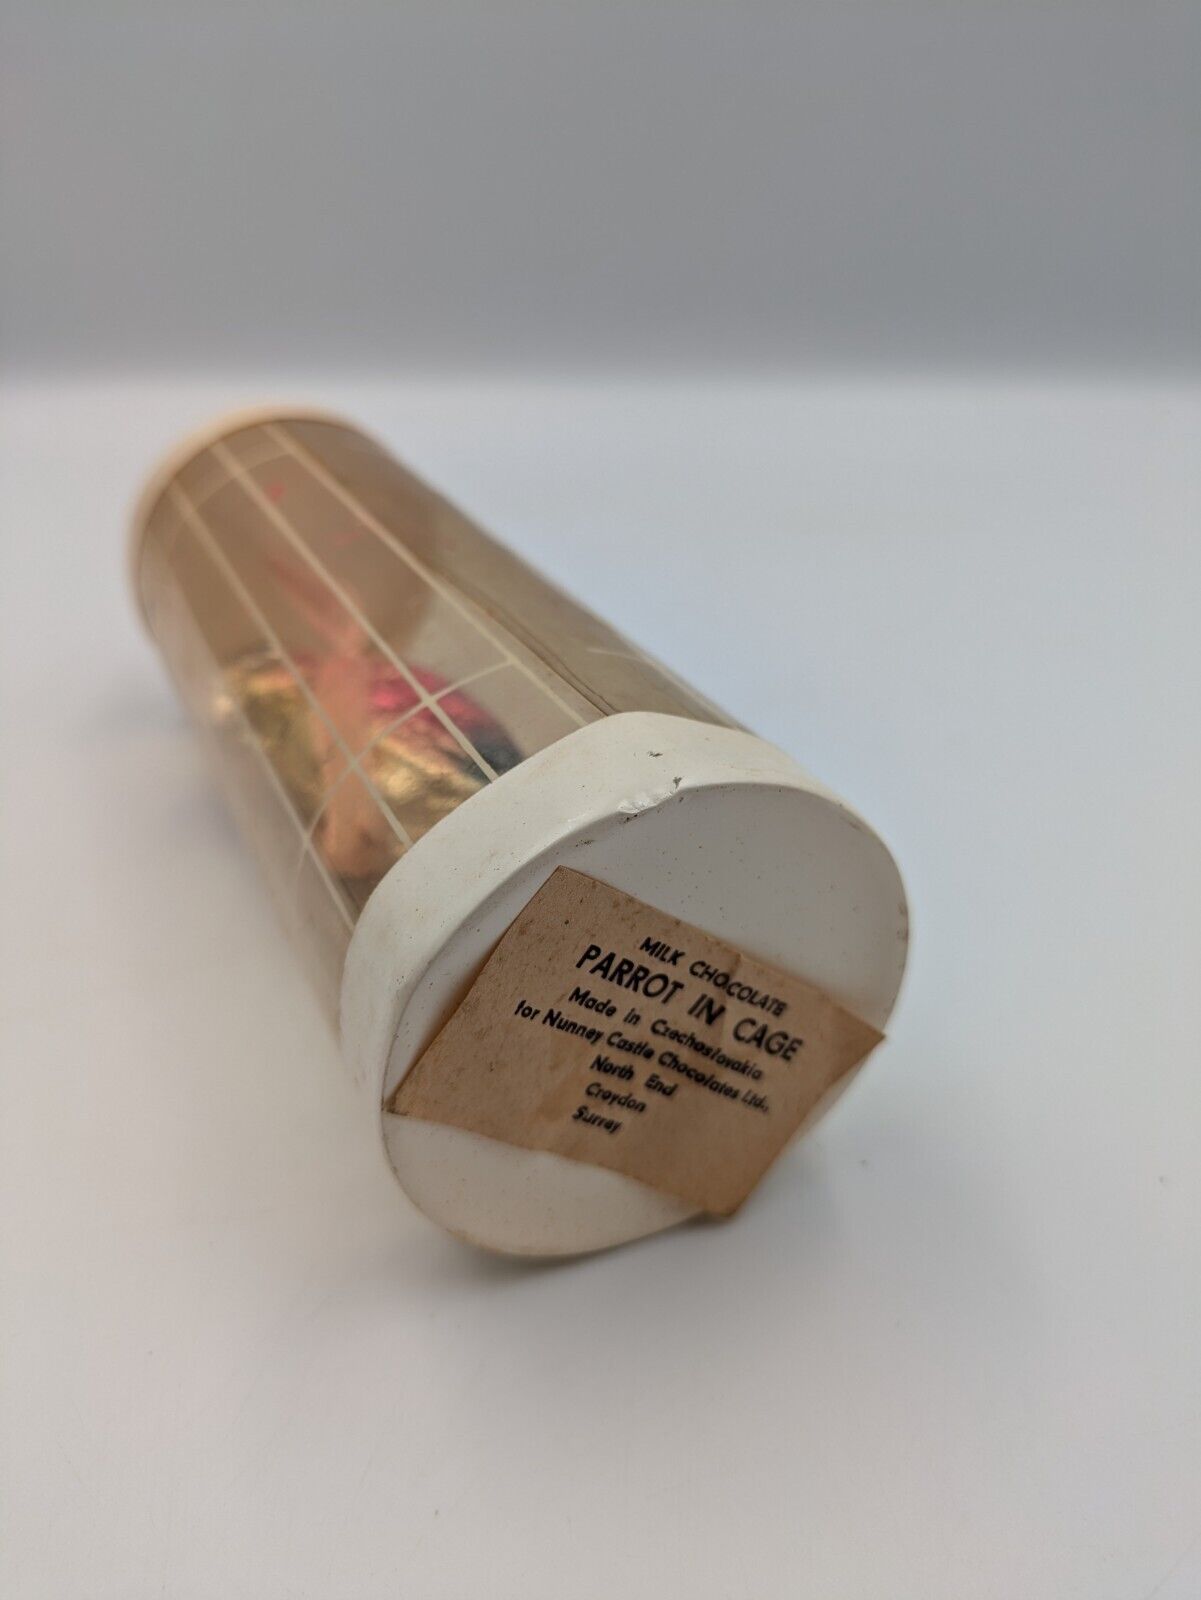 MILK CHOCOLATE
PARROT IN CAGE
Made in Czechoslovakia
for Nunney Castle Chocolates Ltd.,
North End
Croydon
Surrey